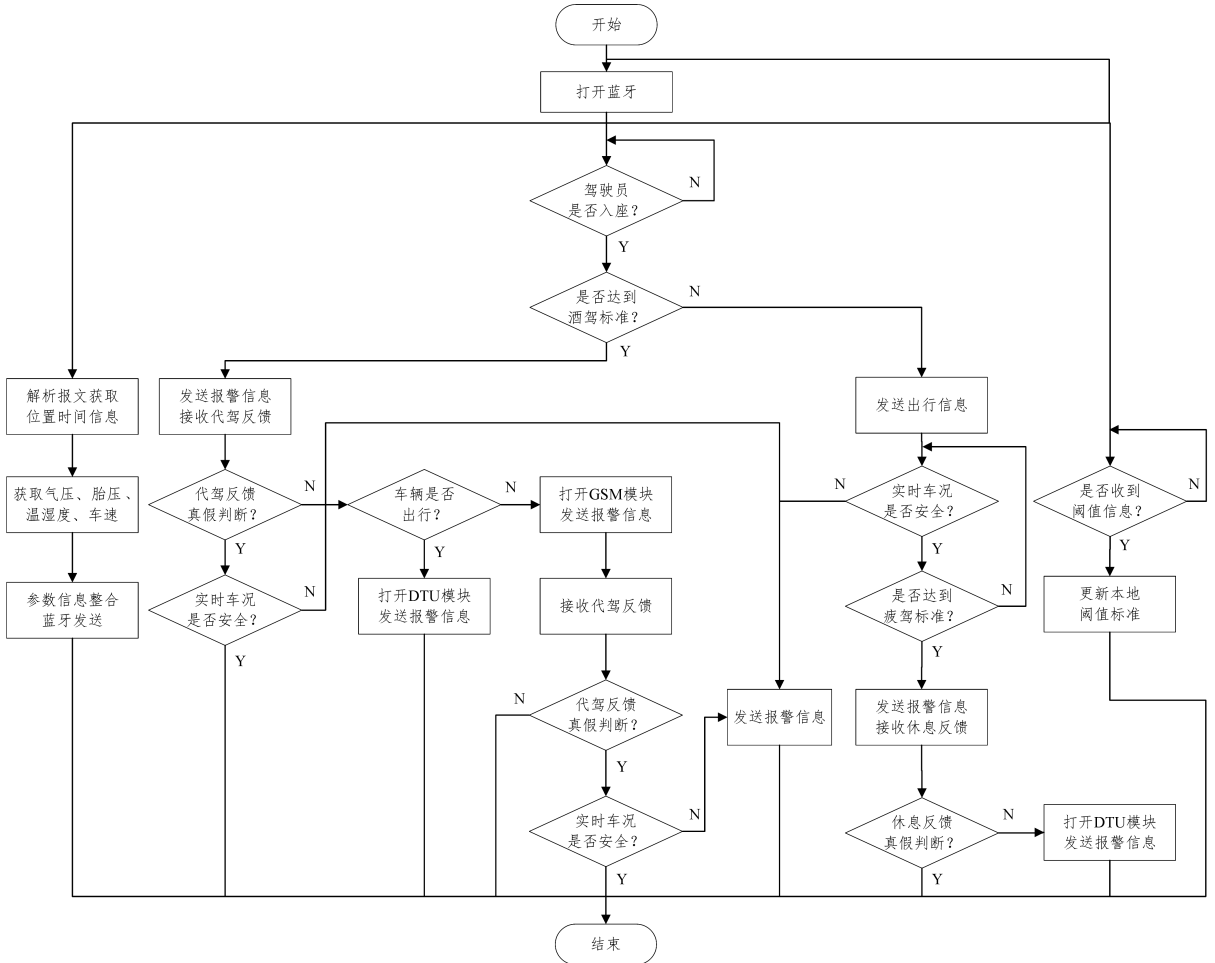 开始
打开蓝牙
驾驶员
是否入座?
N
Y
是否达到
酒驾标准?
N
Y
解析报文获取
位置时间信息
发送报警信息
接收代驾反馈
发送出行信息
获取气压、胎压、
温湿度、车速
代驾反馈
真假判断?
N
Y
车辆是否
出行?
N
Y
打开GSM模块
发送报警信息
实时车况
是否安全?
N
Y
是否收到
阈值信息?
N
Y
参数信息整合
蓝牙发送
实时车况
是否安全?
N
Y
打开DTU模块
发送报警信息
接收代驾反馈
是否达到
疲驾标准?
N
Y
更新本地
阈值标准
代驾反馈
真假判断?
N
Y
发送报警信息
发送报警信息
接收休息反馈
实时车况
是否安全?
N
Y
休息反馈
真假判断?
N
Y
打开DTU模块
发送报警信息
结束